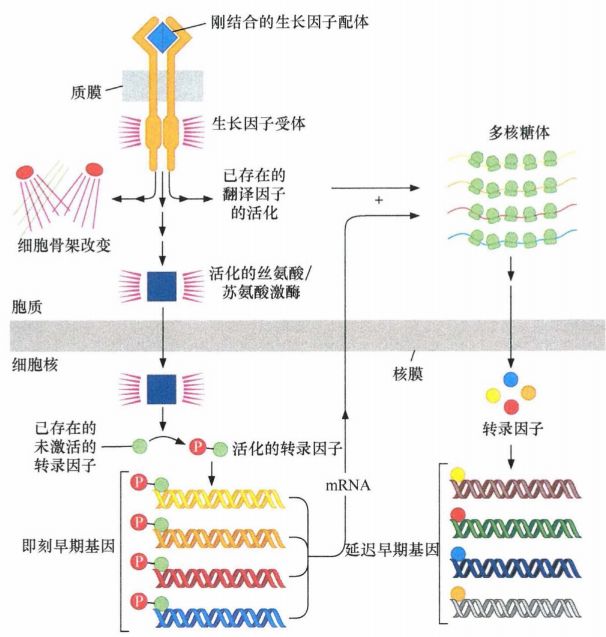 刚结合的生长因子配体
质膜
生长因子受体
多核糖体
已存在的
翻译因子
的活化
+
细胞骨架改变
活化的丝氨酸/
苏氨酸激酶
胞质
细胞核
核膜
已存在的
未激活的
转录因子
P
活化的转录因子
转录因子
mRNA
P
P
即刻早期基因
延迟早期基因
P
P